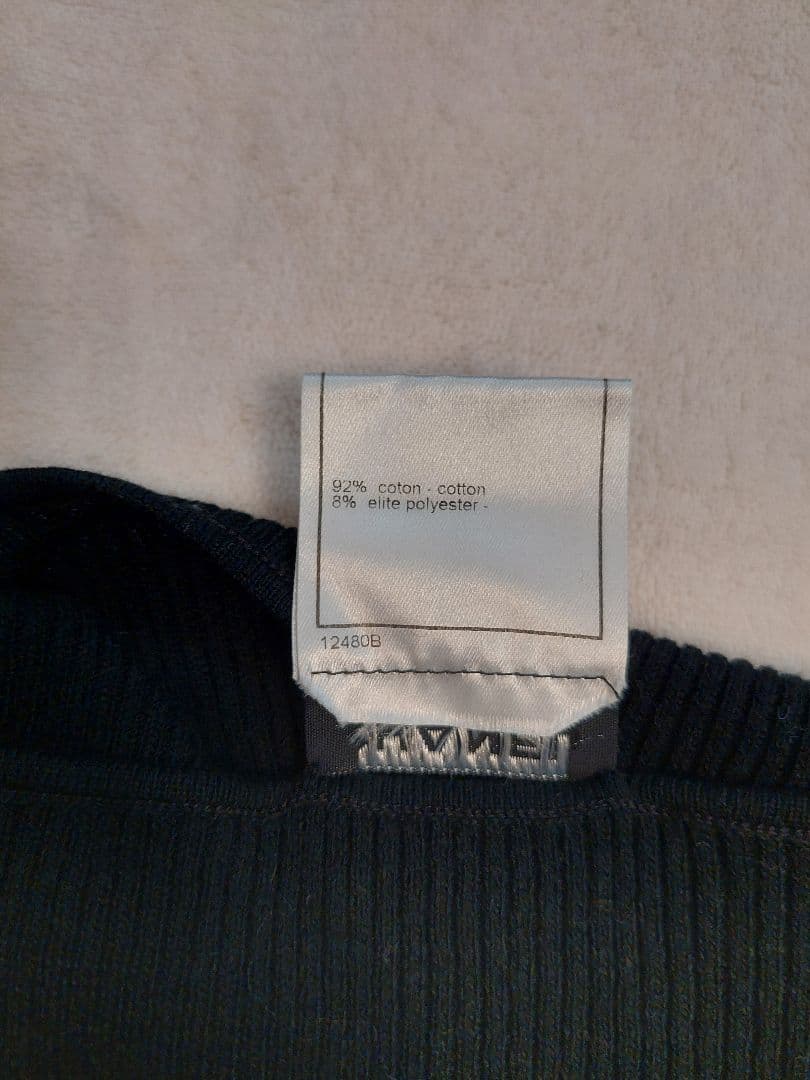 92% coton - cotton
8% elite polyester -
12480B